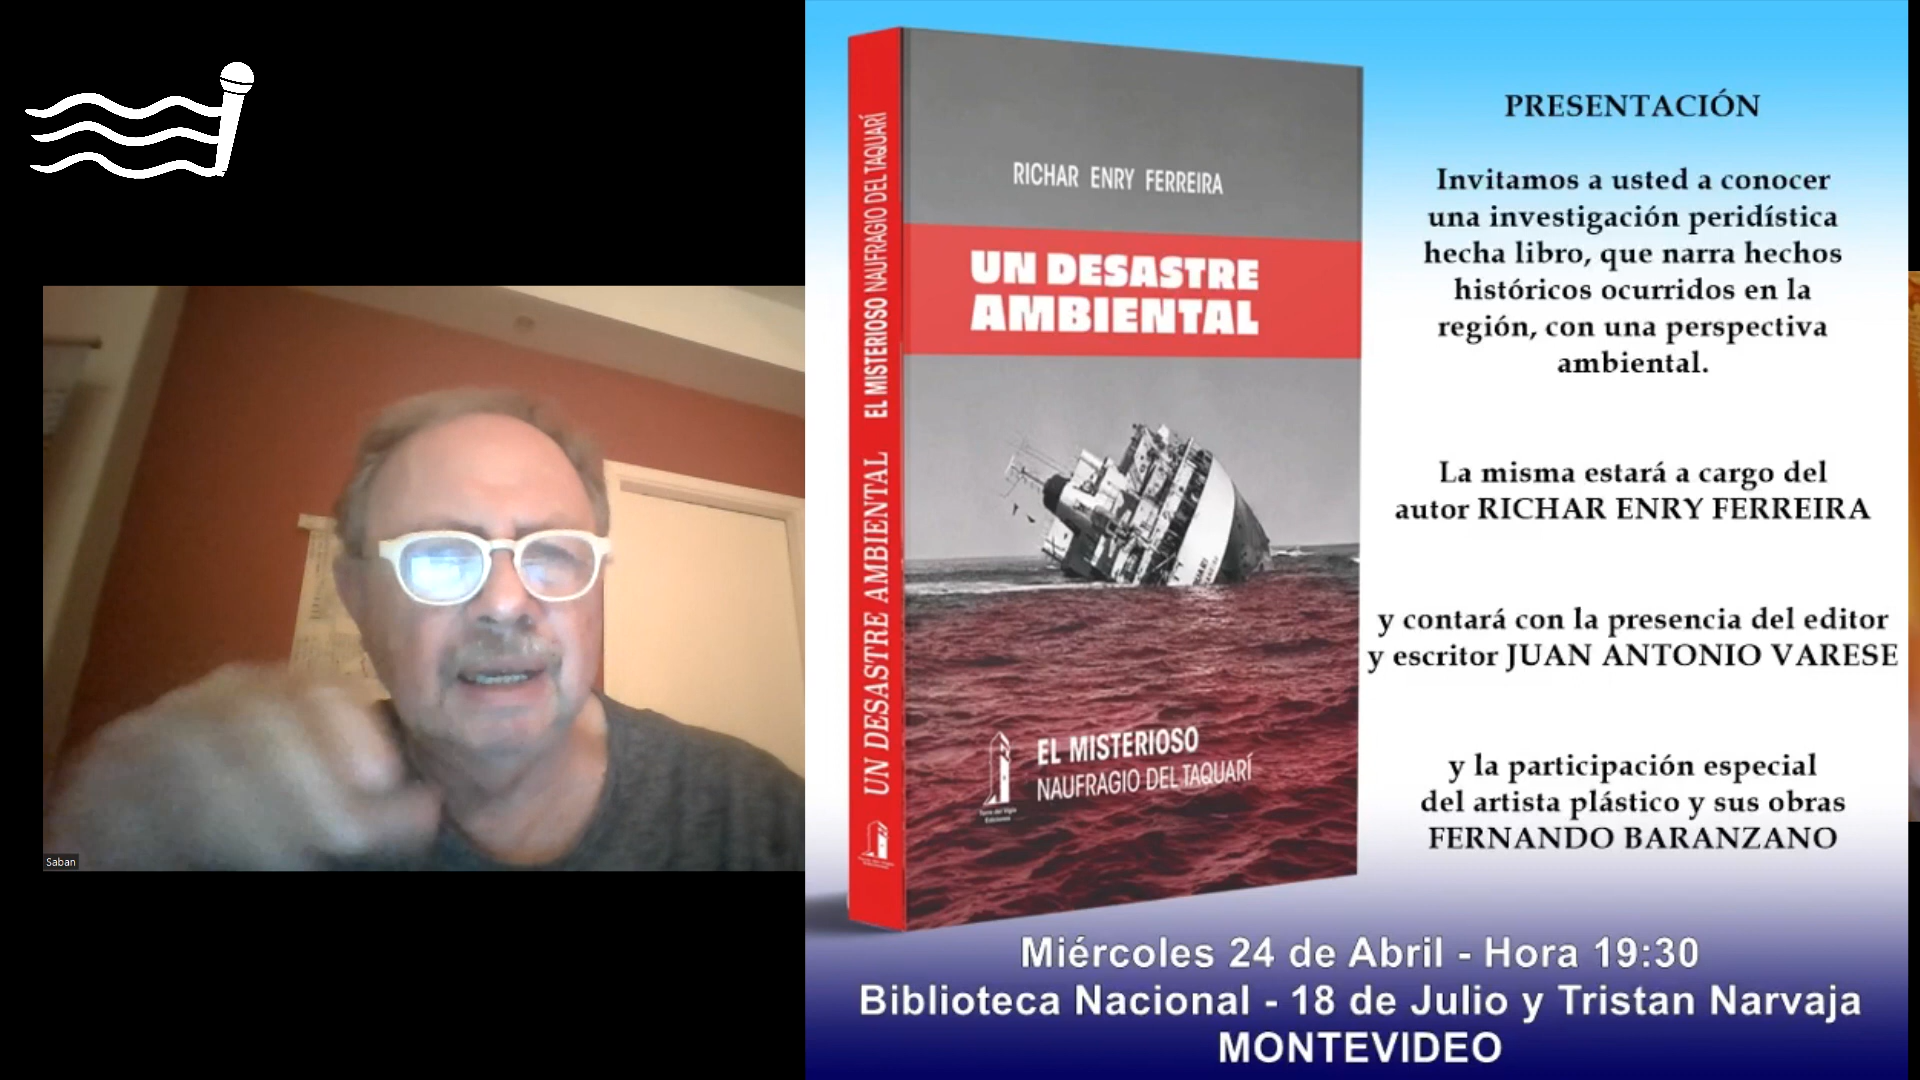 Saban
UN DESASTRE AMBIENTAL EL MISTERIOSO NAUFRAGIO DEL TAQUARÍ
RICHAR ENRY FERREIRA
UN DESASTRE
AMBIENTAL
EL MISTERIOSO
NAUFRAGIO DEL TAQUARÍ
Torre del Vigía
Ediciones
PRESENTACIÓN
Invitamos a usted a conocer
una investigación peridística
hecha libro, que narra hechos
históricos ocurridos en la
región, con una perspectiva
ambiental.
La misma estará a cargo del
autor RICHAR ENRY FERREIRA
y contará con la presencia del editor
y escritor JUAN ANTONIO VARESE
y la participación especial
del artista plástico y sus obras
FERNANDO BARANZANO
Miércoles 24 de Abril - Hora 19:30
Biblioteca Nacional - 18 de Julio y Tristan Narvaja
MONTEVIDEO